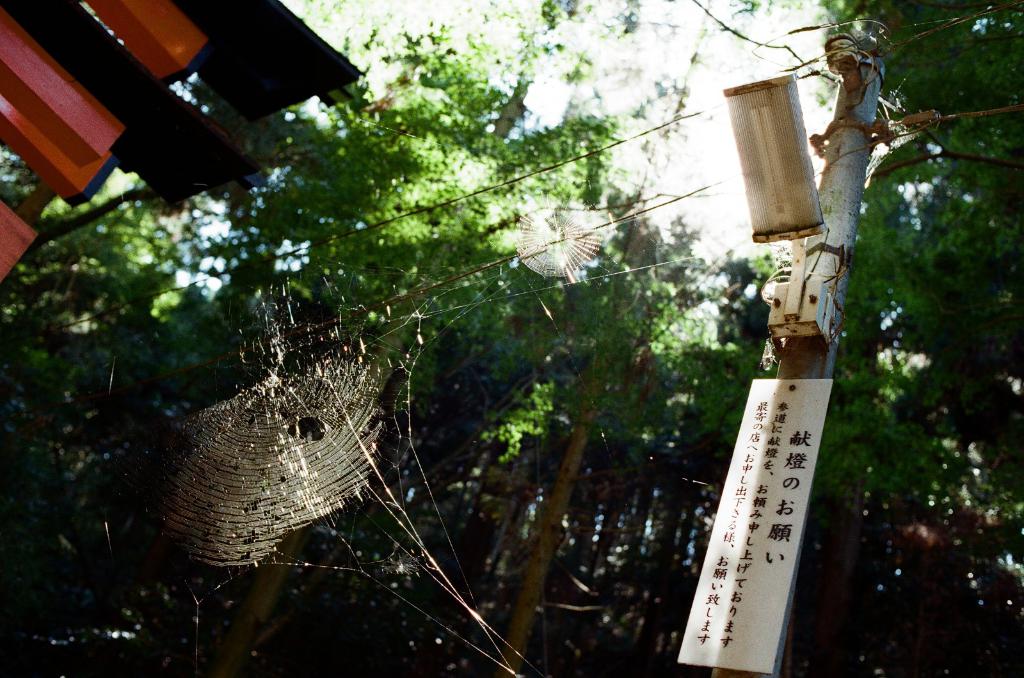 献燈のお願い
参道に献燈を、お頼み申し上げております
最寄の店へお申し出下さる様、お願い致します